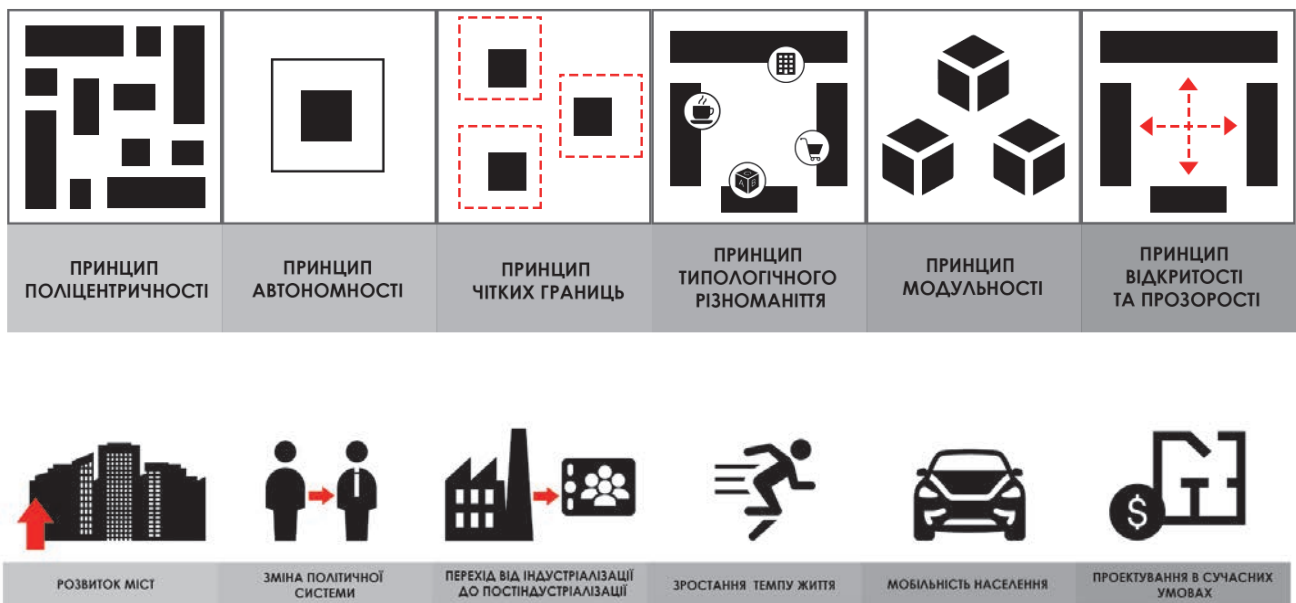 ПРИНЦИП
ПОЛІЦЕНТРИЧНОСТІ
ПРИНЦИП
АВТОНОМНОСТІ
ПРИНЦИП
ЧІТКИХ ГРАНИЦЬ
ПРИНЦИП
ТИПОЛОГІЧНОГО
РІЗНОМАНІТТЯ
ПРИНЦИП
МОДУЛЬНОСТІ
ПРИНЦИП
ВІДКРИТОСТІ
ТА ПРОЗОРОСТІ
$
РОЗВИТОК МІСТ
ЗМІНА ПОЛІТИЧНОЇ
СИСТЕМИ
ПЕРЕХІД ВІД ІНДУСТРІАЛІЗАЦІЇ
ДО ПОСТІНДУСТРІАЛІЗАЦІЇ
ЗРОСТАННЯ ТЕМПУ ЖИТТЯ
МОБІЛЬНІСТЬ НАСЕЛЕННЯ
ПРОЕКТУВАННЯ В СУЧАСНИХ
УМОВАХ